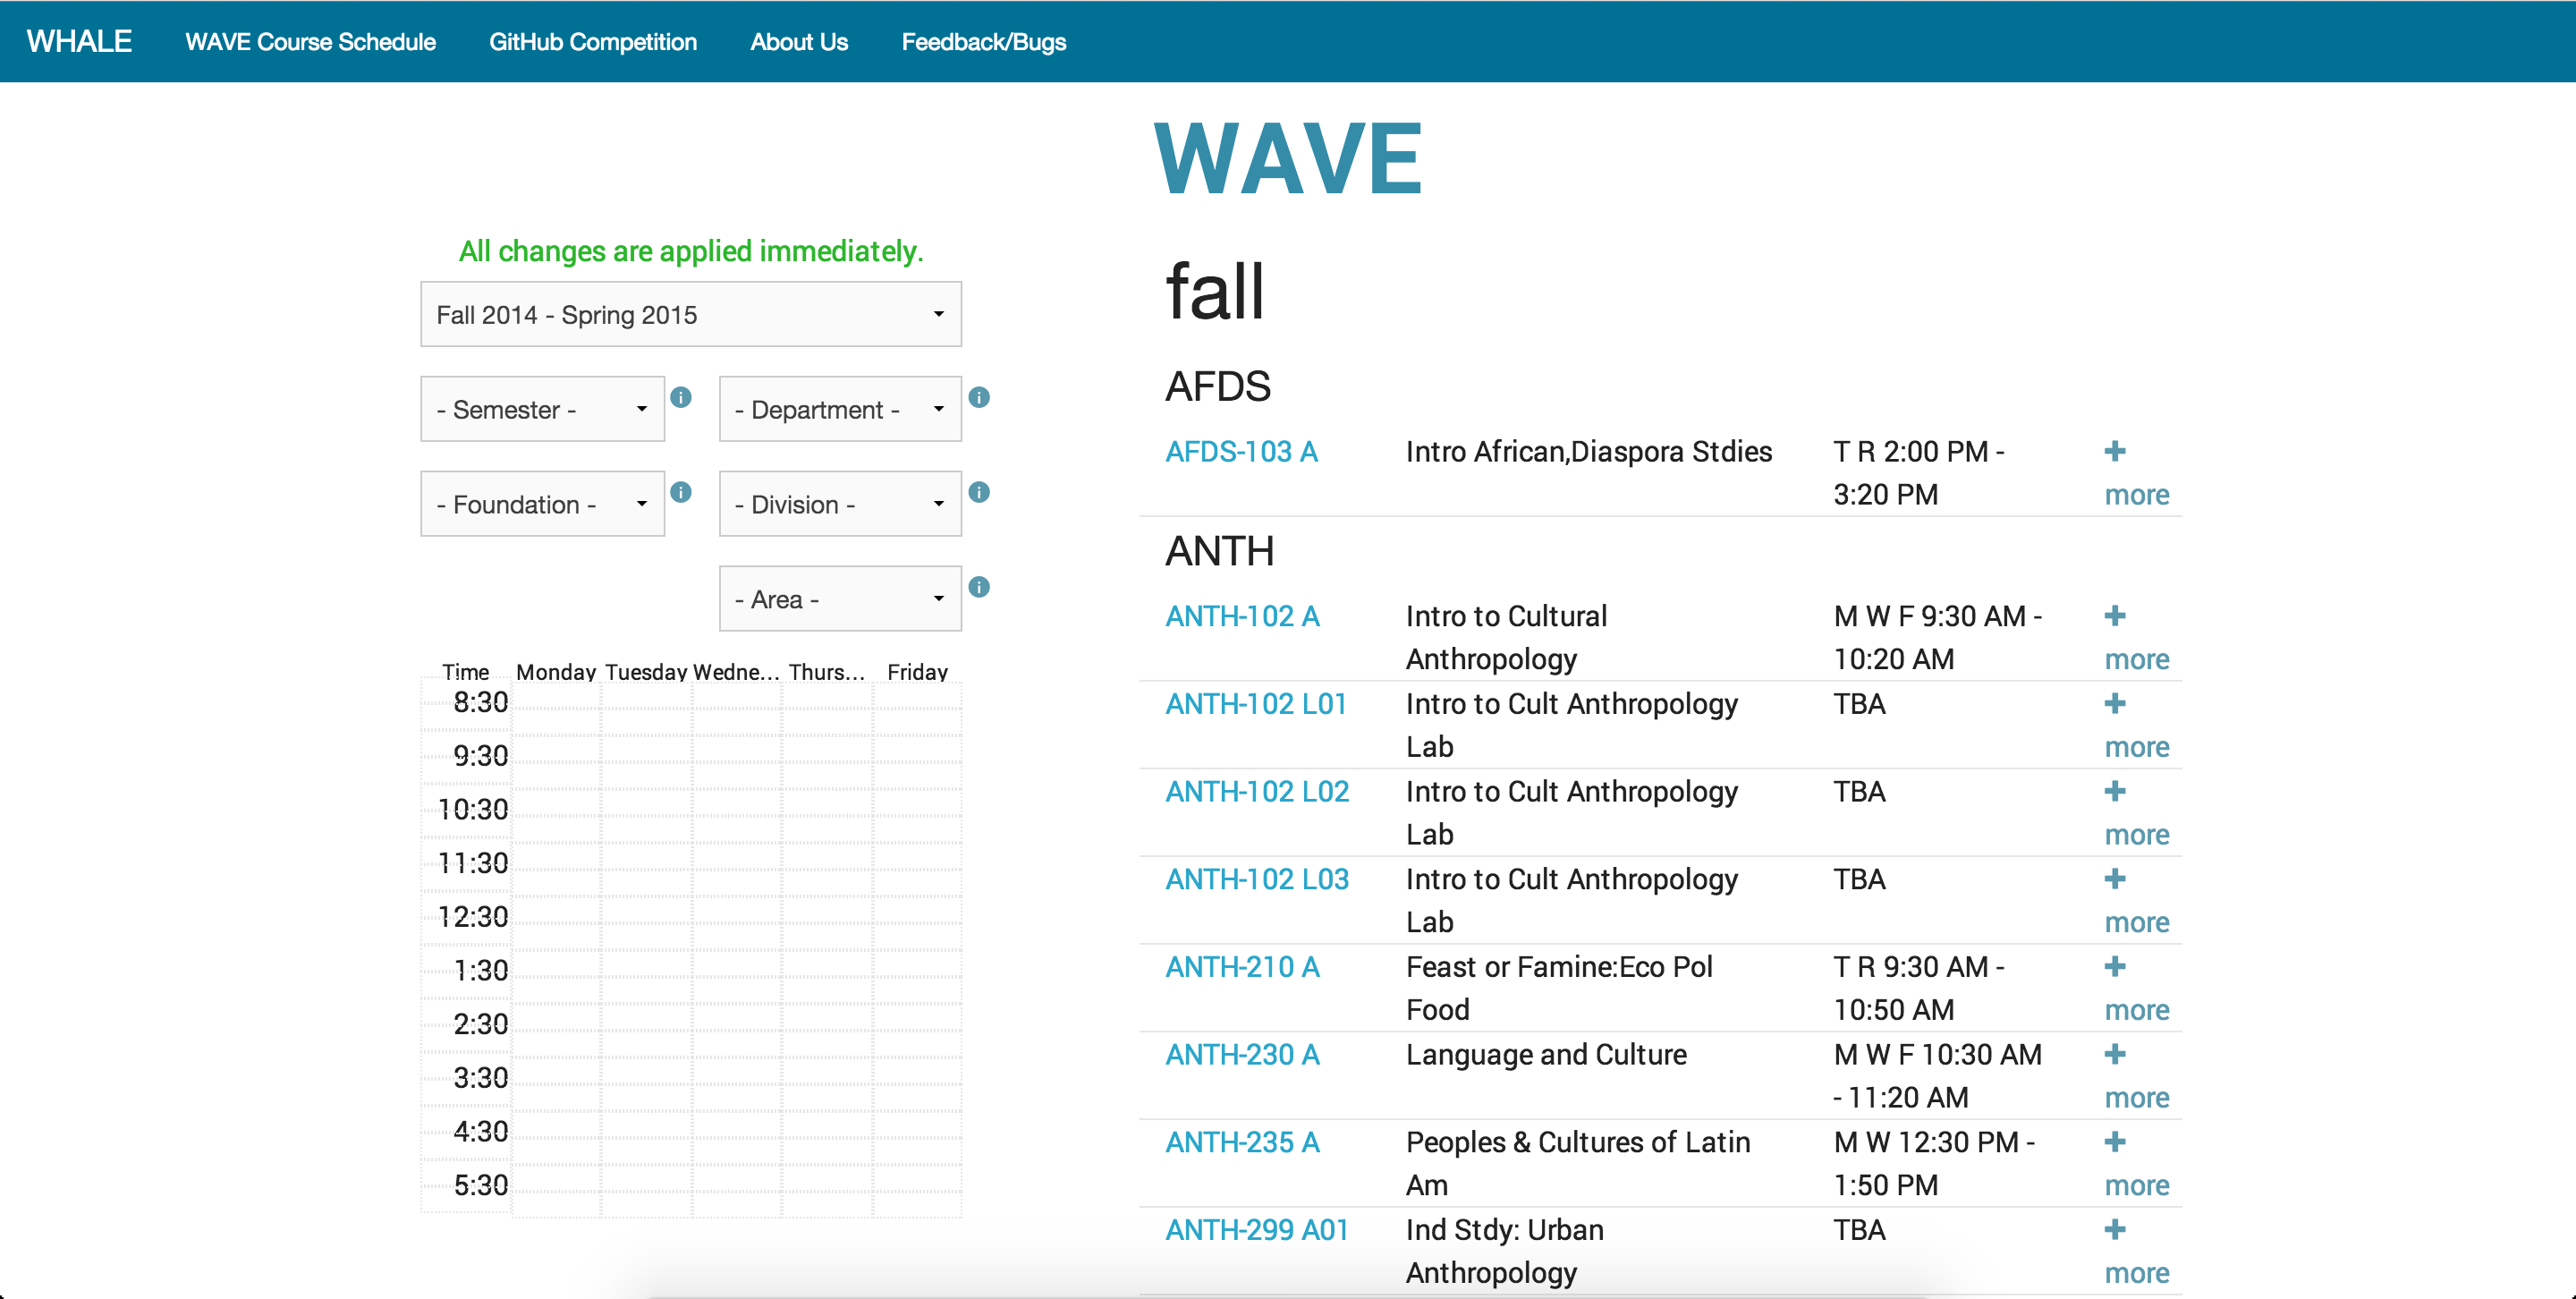 WHALE WAVE Course Schedule GitHub Competition About Us Feedback/Bugs
WAVE
All changes are applied immediately.
Fall 2014 - Spring 2015
- Semester - - Department -
- Foundation - - Division -
- Area -
Time Monday Tuesday Wedne... Thurs... Friday
8:30
9:30
10:30
11:30
12:30
1:30
2:30
3:30
4:30
5:30
fall
AFDS
AFDS-103 A Intro African,Diaspora Stdies T R 2:00 PM -
3:20 PM more
ANTH
ANTH-102 A Intro to Cultural M W F 9:30 AM -
Anthropology 10:20 AM more
ANTH-102 L01 Intro to Cult Anthropology TBA
Lab more
ANTH-102 L02 Intro to Cult Anthropology TBA
Lab more
ANTH-102 L03 Intro to Cult Anthropology TBA
Lab more
ANTH-210 A Feast or Famine:Eco Pol T R 9:30 AM -
Food 10:50 AM more
ANTH-230 A Language and Culture M W F 10:30 AM
- 11:20 AM more
ANTH-235 A Peoples & Cultures of Latin M W 12:30 PM -
Am 1:50 PM more
ANTH-299 A01 Ind Stdy: Urban TBA
Anthropology more